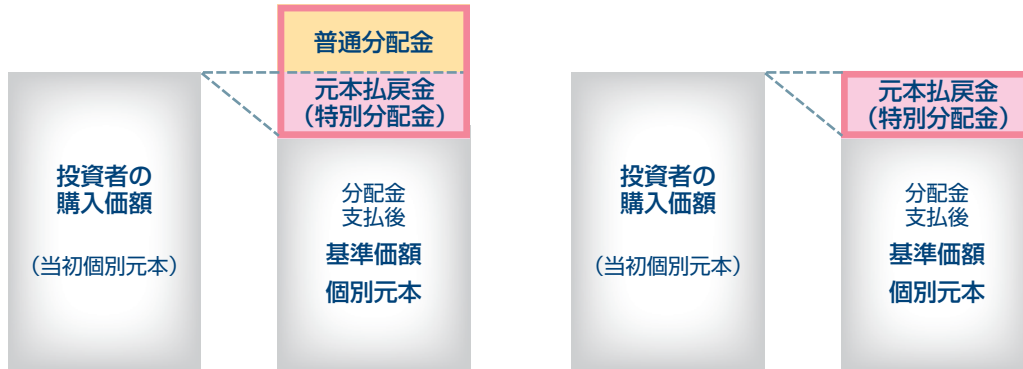 普通分配金
元本払戻金
（特別分配金）
投資者の
購入価額
（当初個別元本）
分配金
支払後
基準価額
個別元本
元本払戻金
（特別分配金）
投資者の
購入価額
（当初個別元本）
分配金
支払後
基準価額
個別元本